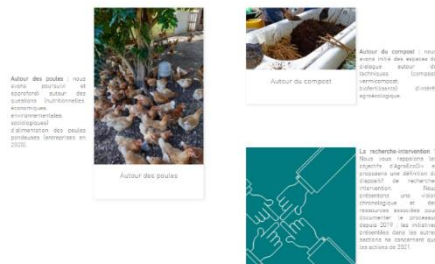 Autour des poules : nous
avons poursuivi et
approfondi autour des
questions (nutritionnelles,
économiques,
environnementales,
sociologiques)
d'alimentation des poules
pondeuses (entreprises en
2020).
Autour des poules
Autour du compost
Autour du compost : nous
avons initié des espaces de
dialogue autour de
techniques (compost,
vermicompost,
biofertilisants) d'intérêt
agroécologique.
La recherche-intervention :
Nous vous rappelons les
objectifs d'AgroEcoDiv et
proposons une définition du
dispositif de recherche-
intervention. Nous
présentons une vision
chronologique et des
ressources associées pour
documenter le processus
depuis 2019 ; les initiatives
présentées dans les autres
sections ne concernent que
les actions de 2021.